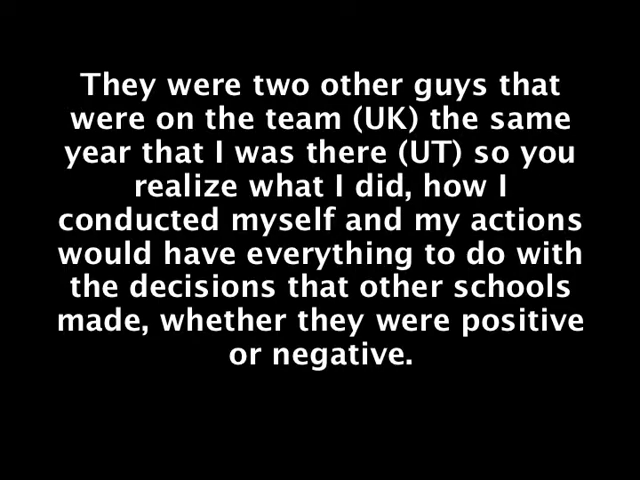 They were two other guys that
were on the team (UK) the same
year that I was there (UT) so you
realize what I did, how I
conducted myself and my actions
would have everything to do with
the decisions that other schools
made, whether they were positive
or negative.